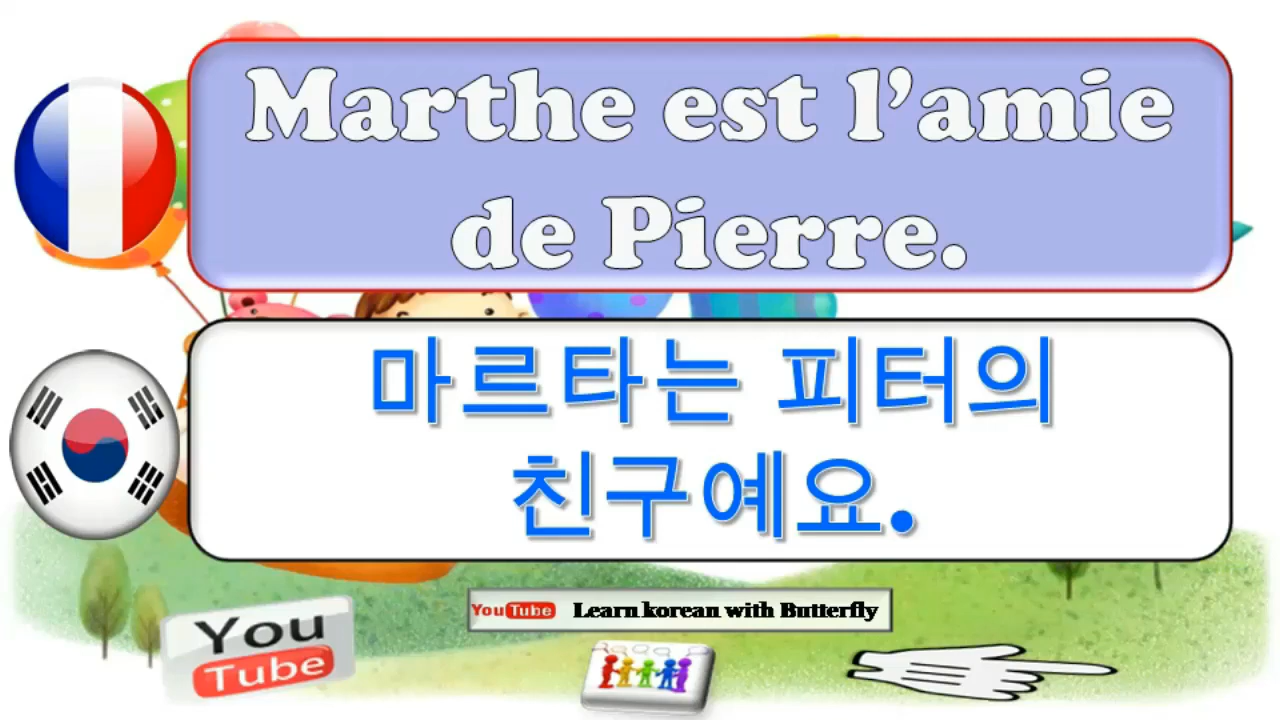 Marthe est l’amie
de Pierre.
마르타는 피터의
친구예요.
YouTube Learn korean with Butterfly
You
Tube